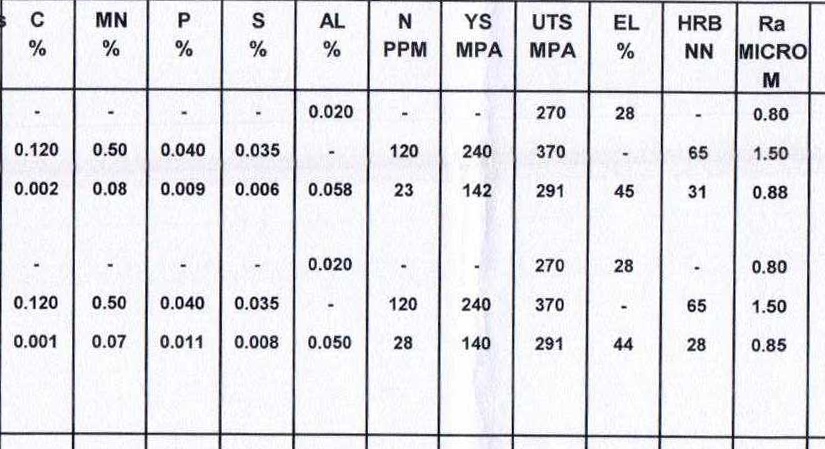 s C MN P S AL N YS UTS EL HRB Ra
% % % % % PPM MPA MPA % NN MICRO
M
- - - - 0.020 - - 270 28 - 0.80
0.120 0.50 0.040 0.035 - 120 240 370 - 65 1.50
0.002 0.08 0.009 0.006 0.058 23 142 291 45 31 0.88
- - - - 0.020 - - 270 28 - 0.80
0.120 0.50 0.040 0.035 - 120 240 370 - 65 1.50
0.001 0.07 0.011 0.008 0.050 28 140 291 44 28 0.85